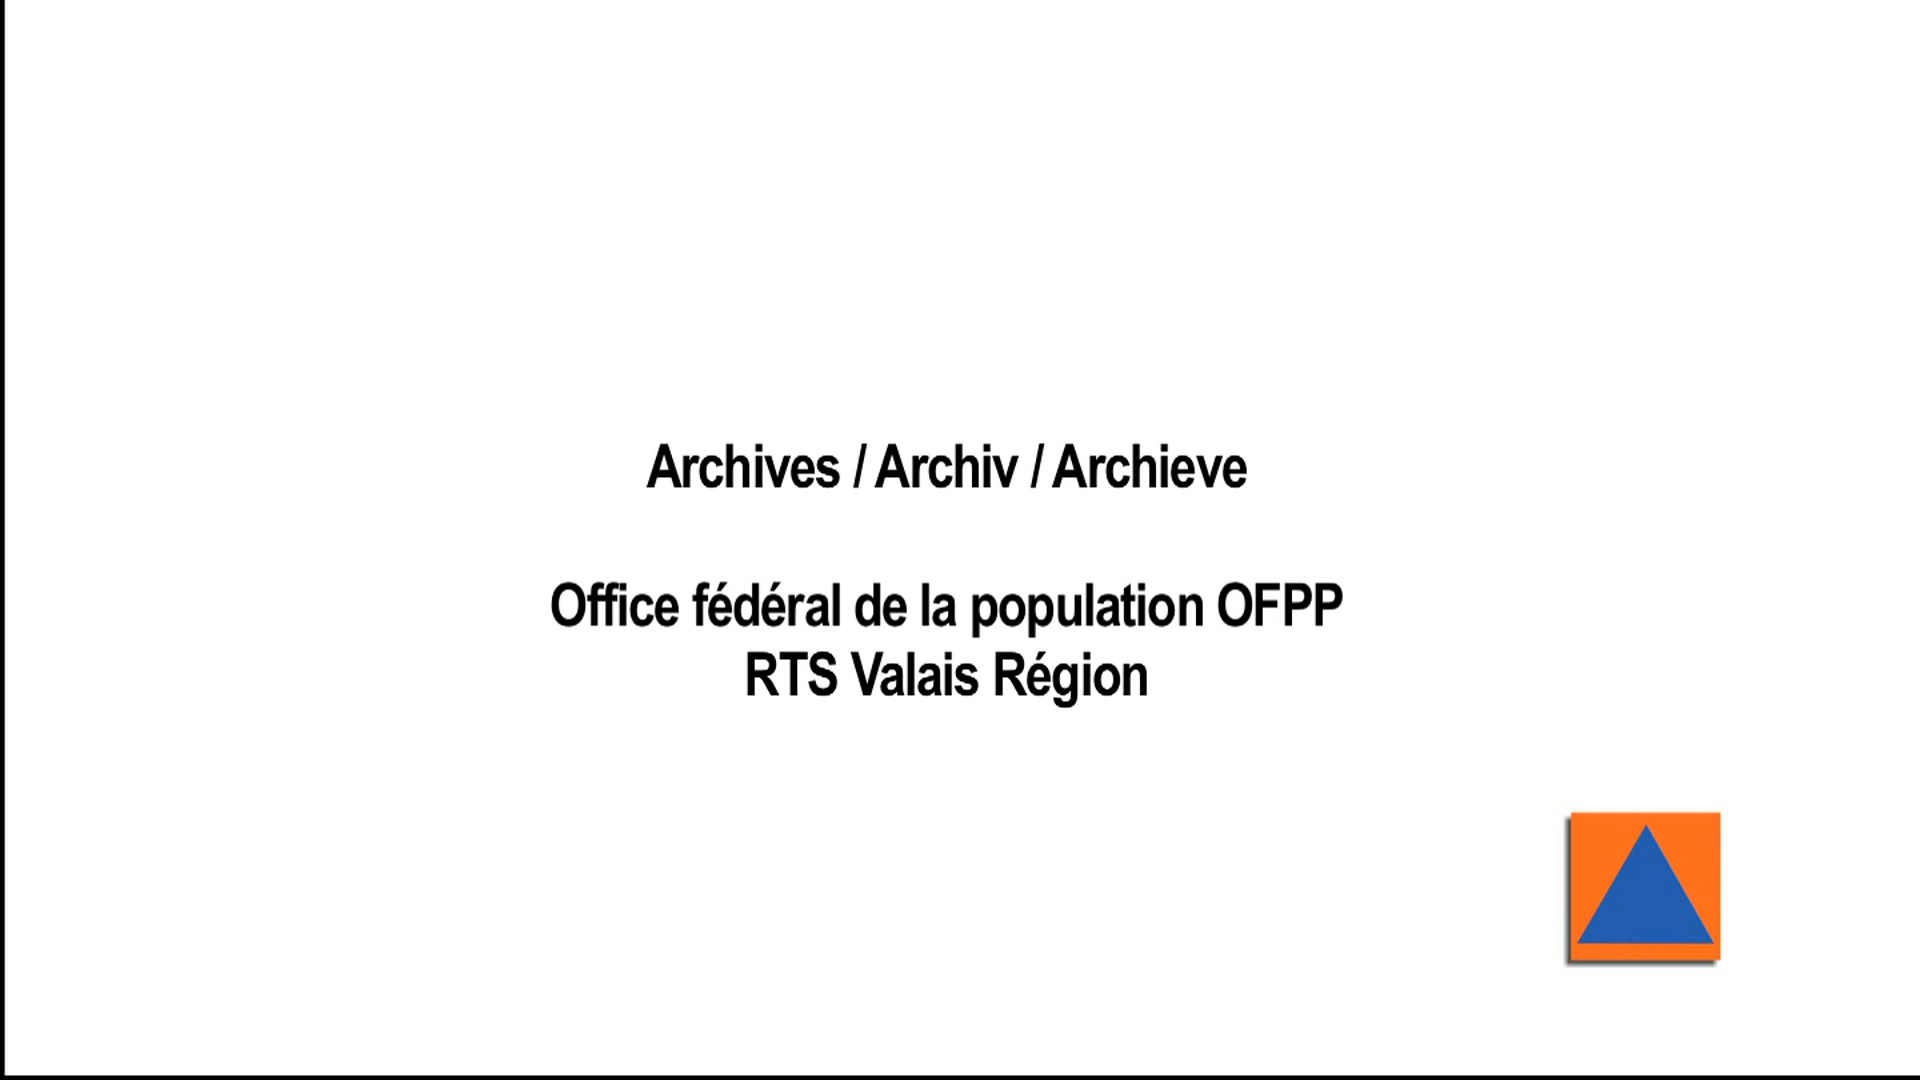 Archives / Archiv / Archieve
Office fédéral de la population OFPP
RTS Valais Région